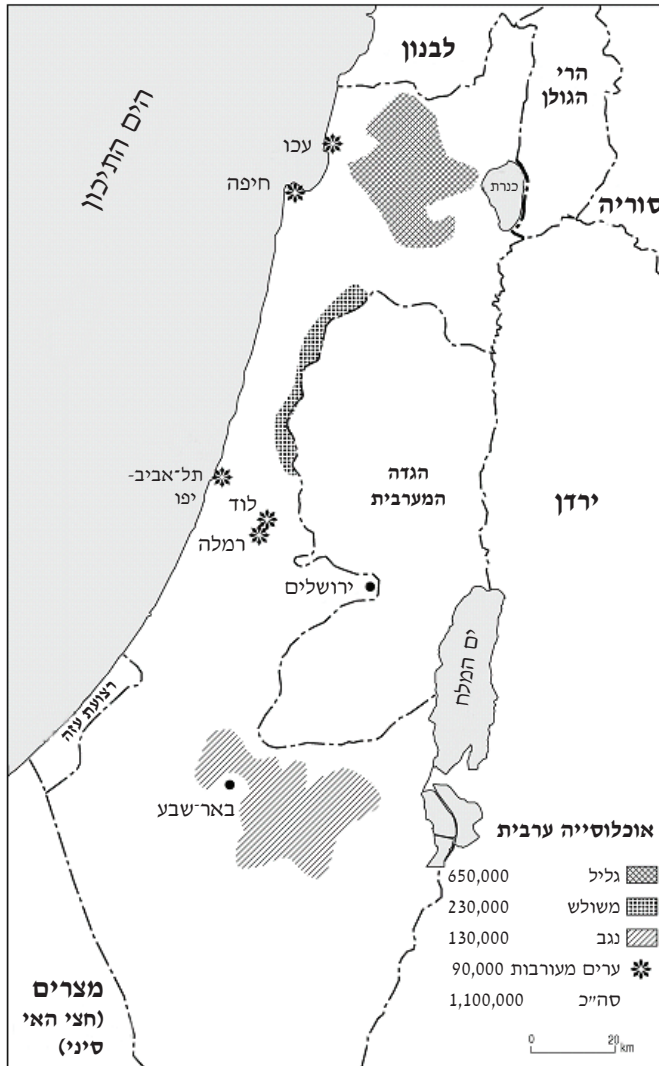 לבנון
הרי
הגולן
הים התיכון
עכו
חיפה
כנרת
סוריה
הגדה
המערבית
ירדן
תל־אביב-
יפו
לוד
רמלה
ירושלים
ים המלח
רצועת עזה
באר־שבע
אוכלוסייה ערבית
גליל 650,000
משולש 230,000
נגב 130,000
ערים מעורבות 90,000
סה״כ 1,100,000
מצרים
(חצי האי
סיני)
0 20 km